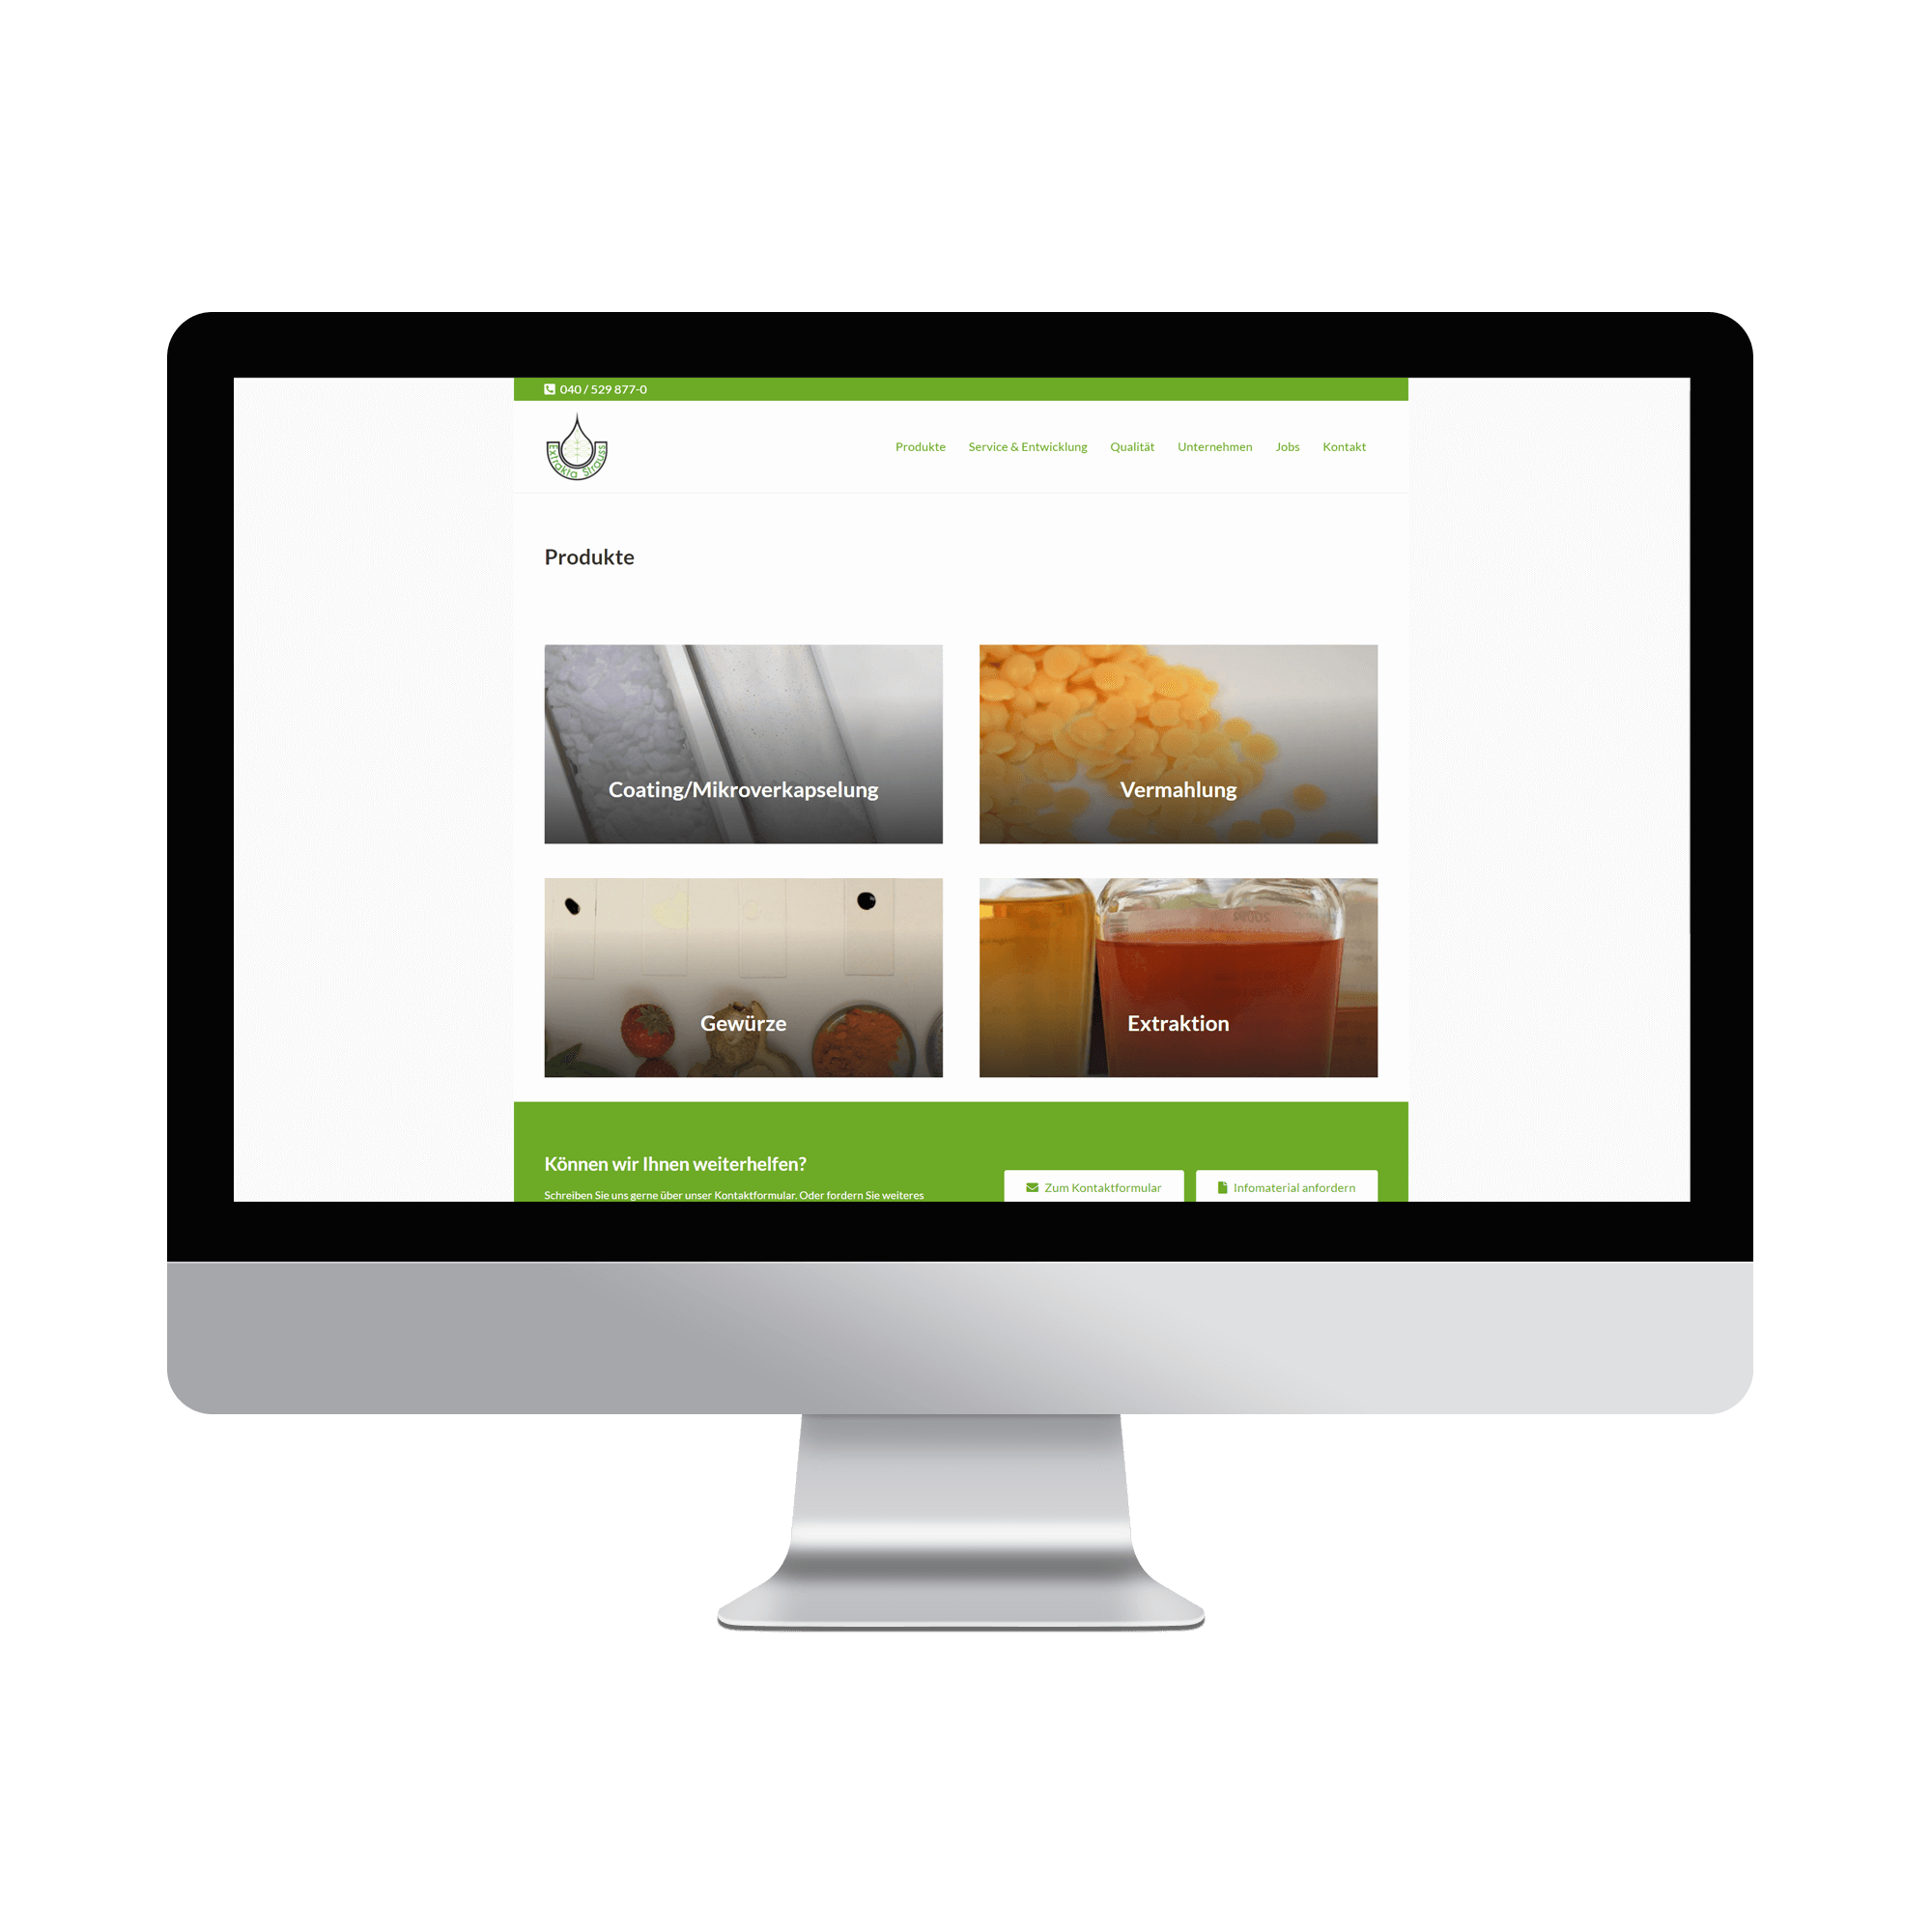 040 / 529 877-0
Extrakta Strauss
Produkte Service & Entwicklung Qualität Unternehmen Jobs Kontakt
Produkte
Coating/Mikroverkapselung
Vermahlung
Gewürze
Extraktion
Können wir Ihnen weiterhelfen?
Schreiben Sie uns gerne über unser Kontaktformular. Oder fordern Sie weiteres
Zum Kontaktformular
Infomaterial anfordern